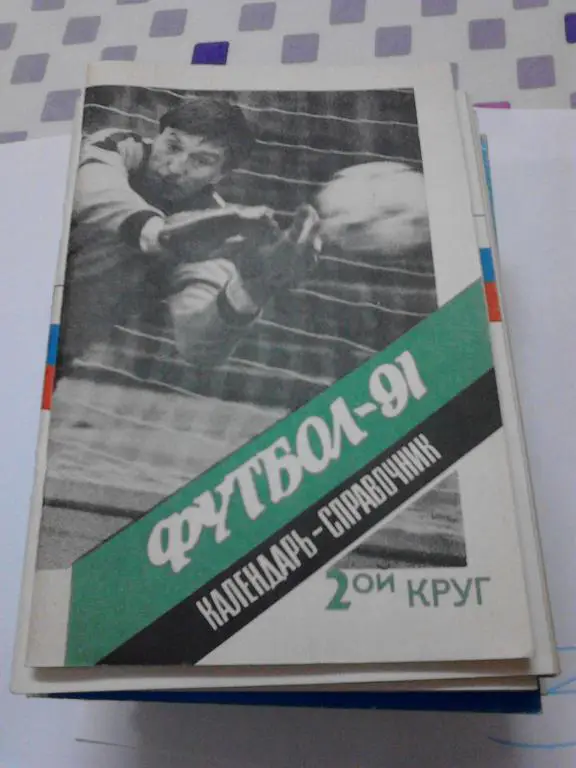 ФУТБОЛ-91
КАЛЕНДАРЬ-СПРАВОЧНИК
2ОЙ КРУГ